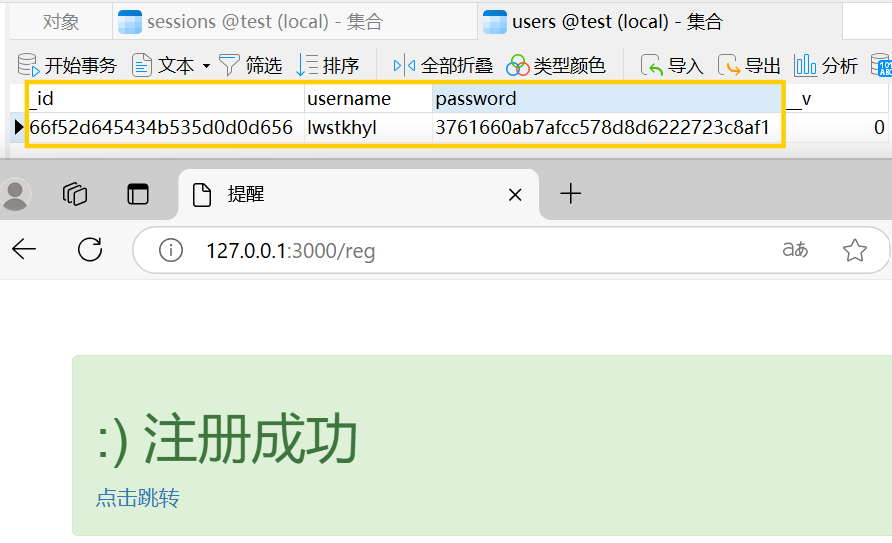 对象 sessions @test (local) - 集合 users @test (local) - 集合
开始事务 文本 筛选 排序 全部折叠 类型颜色 导入 导出 分析
_id username password __v
66f52d645434b535d0d0d656 lwstkhyl 3761660ab7afcc578d8d6222723c8af1 0
提醒
127.0.0.1:3000/reg aあ
:) 注册成功
点击跳转